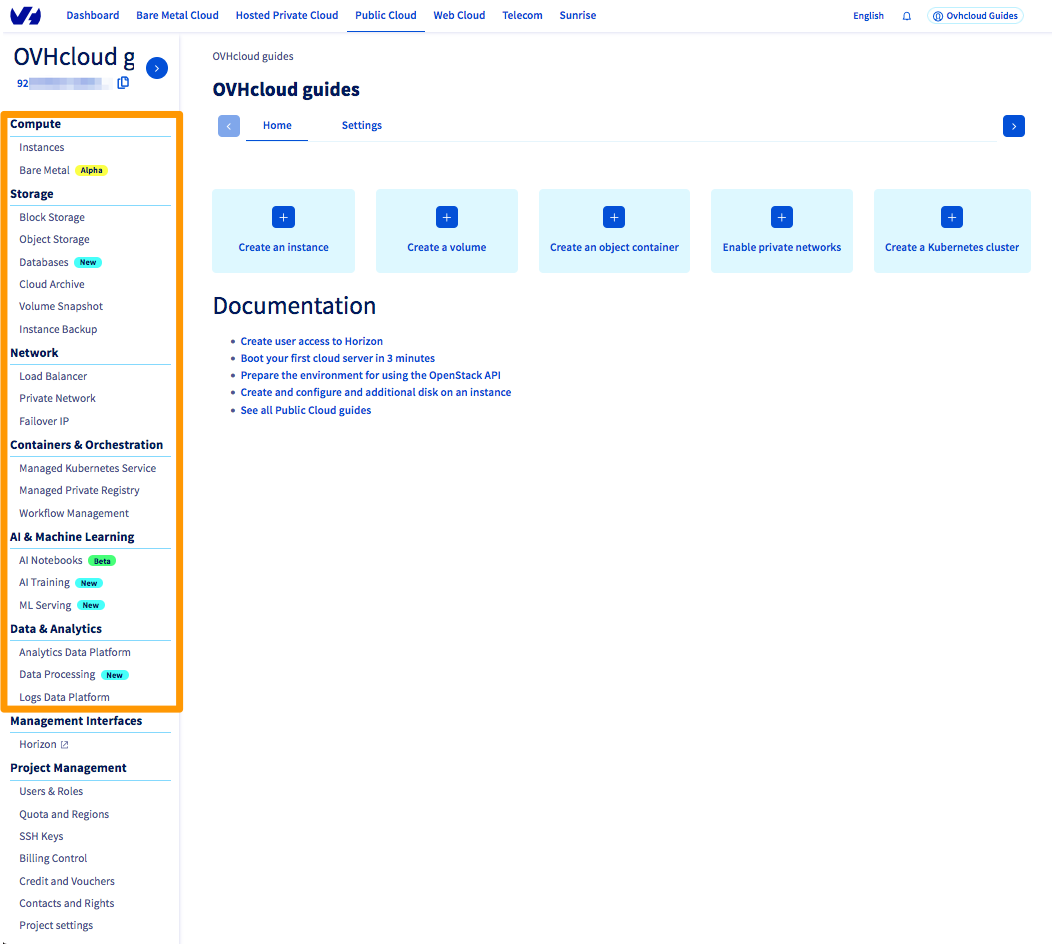 Dashboard Bare Metal Cloud Hosted Private Cloud Public Cloud Web Cloud Telecom Sunrise English Ovhcloud Guides
OVHcloud g
92
Compute
Instances
Bare Metal Alpha
Storage
Block Storage
Object Storage
Databases New
Cloud Archive
Volume Snapshot
Instance Backup
Network
Load Balancer
Private Network
Failover IP
Containers & Orchestration
Managed Kubernetes Service
Managed Private Registry
Workflow Management
AI & Machine Learning
AI Notebooks Beta
AI Training New
ML Serving New
Data & Analytics
Analytics Data Platform
Data Processing New
Logs Data Platform
Management Interfaces
Horizon
Project Management
Users & Roles
Quota and Regions
SSH Keys
Billing Control
Credit and Vouchers
Contacts and Rights
Project settings
OVHcloud guides
OVHcloud guides
Home Settings
Create an instance Create a volume Create an object container Enable private networks Create a Kubernetes cluster
Documentation
Create user access to Horizon
Boot your first cloud server in 3 minutes
Prepare the environment for using the OpenStack API
Create and configure and additional disk on an instance
See all Public Cloud guides